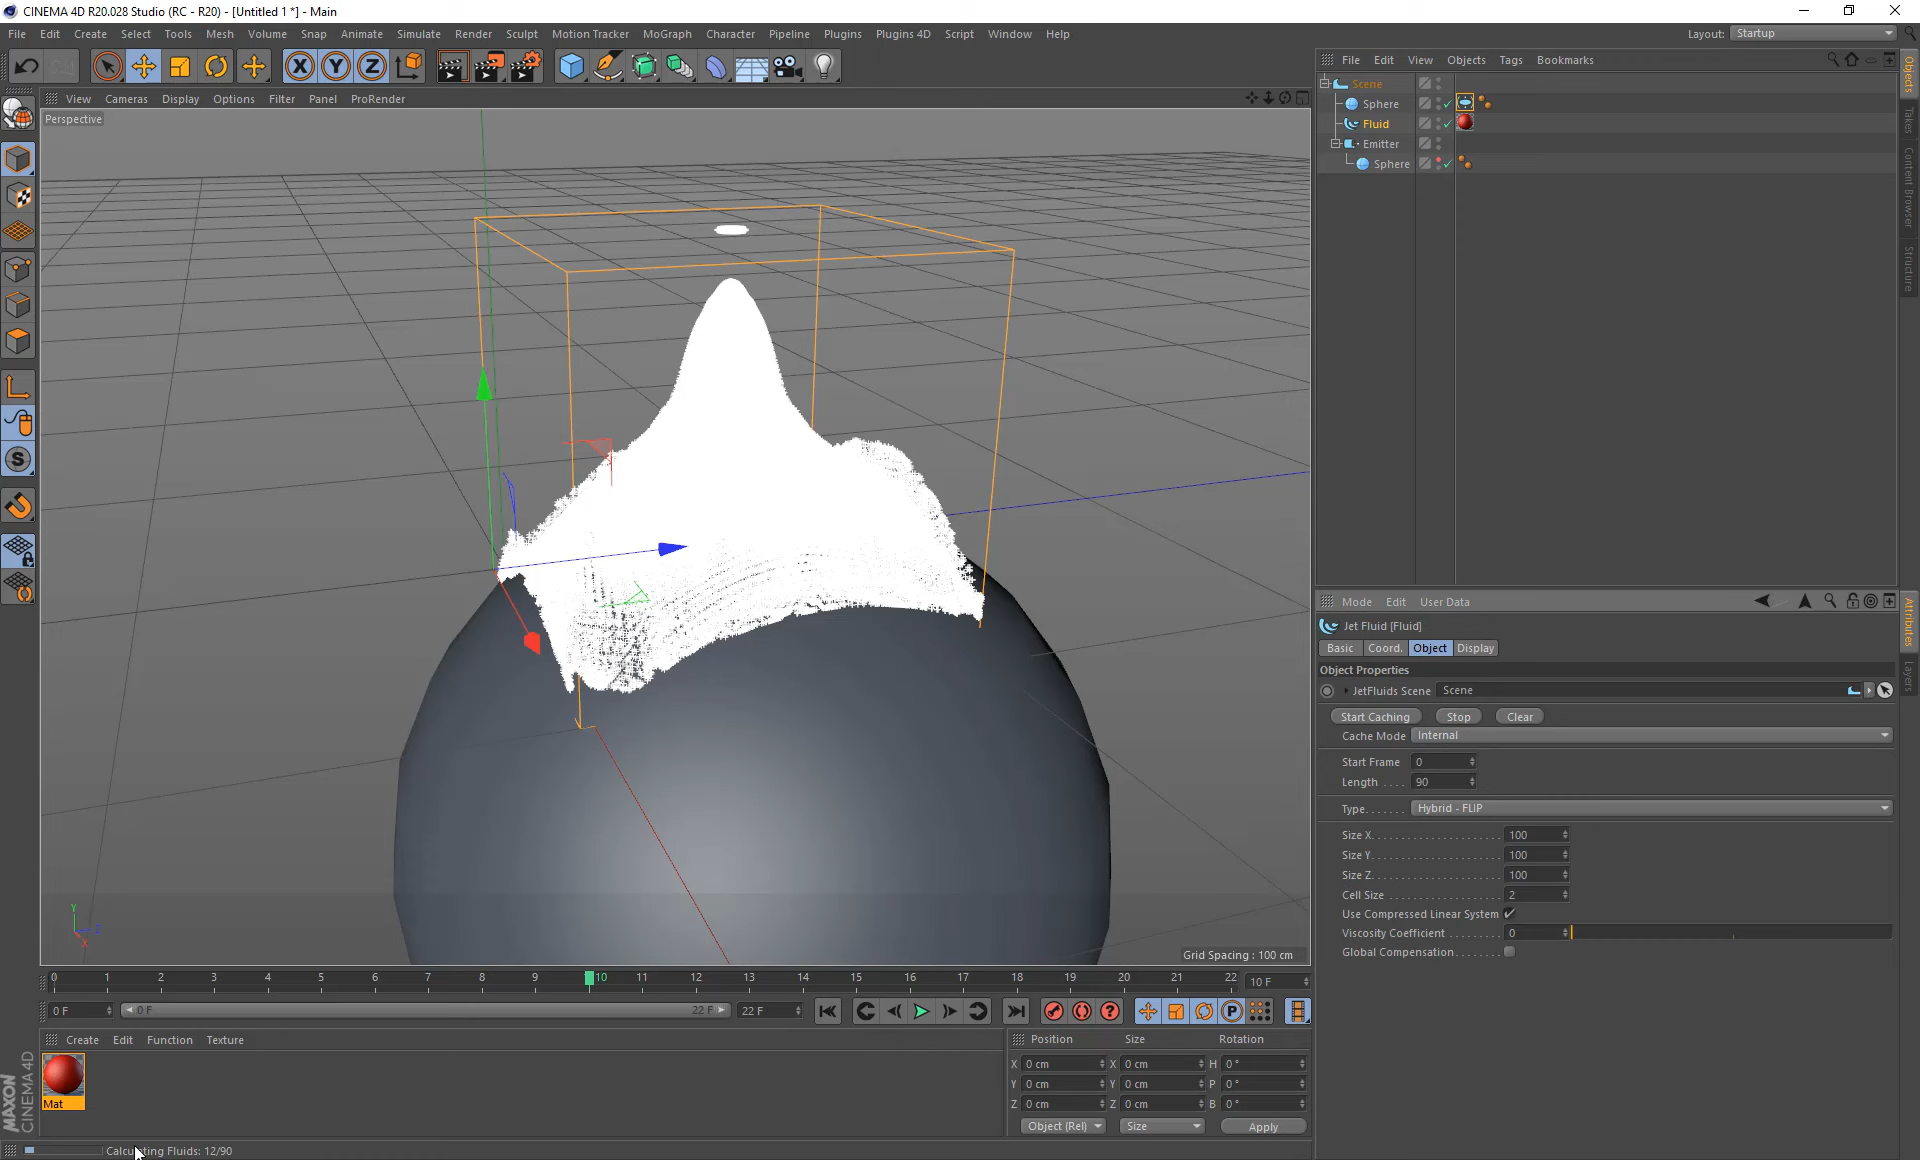 CINEMA 4D R20.028 Studio (RC - R20) - [Untitled 1 *] - Main
File Edit Create Select Tools Mesh Volume Snap Animate Simulate Render Sculpt Motion Tracker MoGraph Character Pipeline Plugins Plugins 4D Script Window Help
Layout: Startup
X Y Z
View Cameras Display Options Filter Panel ProRender
Perspective
File Edit View Objects Tags Bookmarks
Scene
Sphere
Fluid
Emitter
Sphere
Objects
Takes
Content Browser
Structure
S
Y
Z
X
Grid Spacing : 100 cm
Mode Edit User Data
Jet Fluid [Fluid]
Basic Coord. Object Display
Object Properties
JetFluids Scene Scene
Start Caching Stop Clear
Cache Mode Internal
Start Frame 0
Length . . . . 90
Type. . . . . . . Hybrid - FLIP
Size X. 100
Size Y. 100
Size Z. 100
Cell Size 2
Use Compressed Linear System
Viscosity Coefficient 0
Global Compensation
Attributes
Layers
0 1 2 3 4 5 6 7 8 9 10 11 12 13 14 15 16 17 18 19 20 21 22 10 F
0 F 0 F 22 F 22 F
P
Create Edit Function Texture
Mat
Position Size Rotation
X 0 cm X 0 cm H 0 °
Y 0 cm Y 0 cm P 0 °
Z 0 cm Z 0 cm B 0 °
Object (Rel) Size Apply
MAXON
CINEMA 4D
Calculating Fluids: 12/90